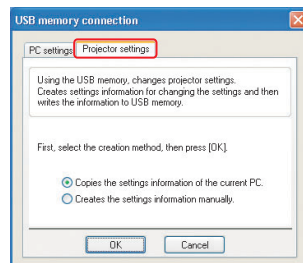 USB memory connection
PC settings Projector settings
Using the USB memory, changes projector settings.
Creates settings information for changing the settings and then
writes the information to USB memory.
First, select the creation method, then press [OK].
Copies the settings information of the current PC.
Creates the settings information manually.
OK Cancel